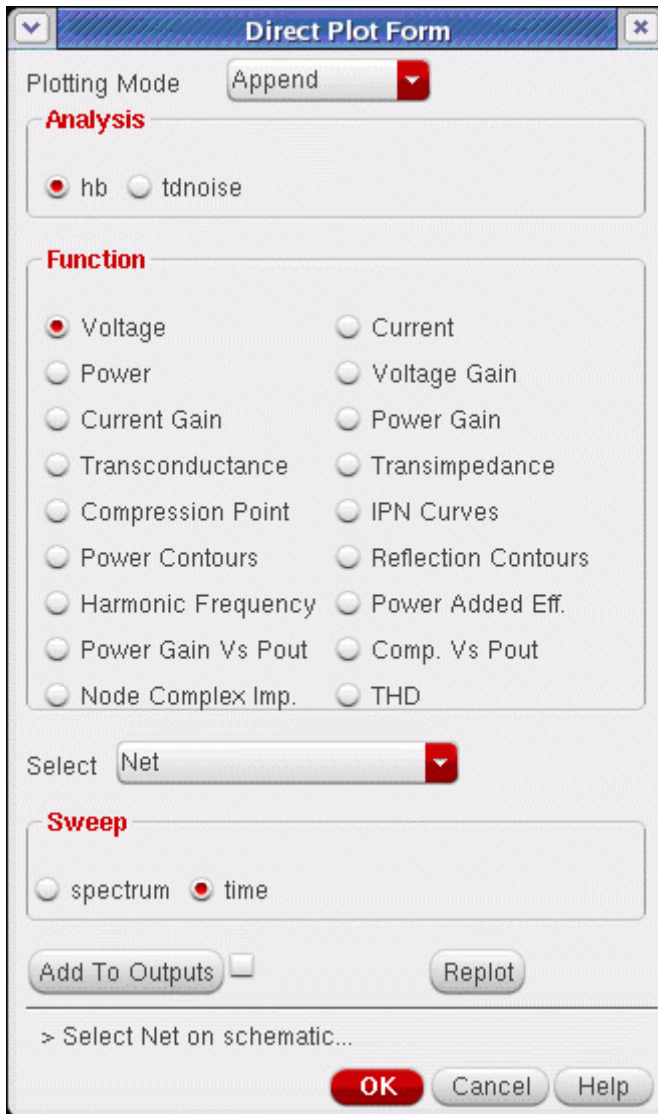 Direct Plot Form
Plotting Mode Append
Analysis
hb tdnoise
Function
Voltage Current
Power Voltage Gain
Current Gain Power Gain
Transconductance Transimpedance
Compression Point IPN Curves
Power Contours Reflection Contours
Harmonic Frequency Power Added Eff.
Power Gain Vs Pout Comp. Vs Pout
Node Complex Imp. THD
Select Net
Sweep
spectrum time
Add To Outputs Replot
> Select Net on schematic...
OK Cancel Help